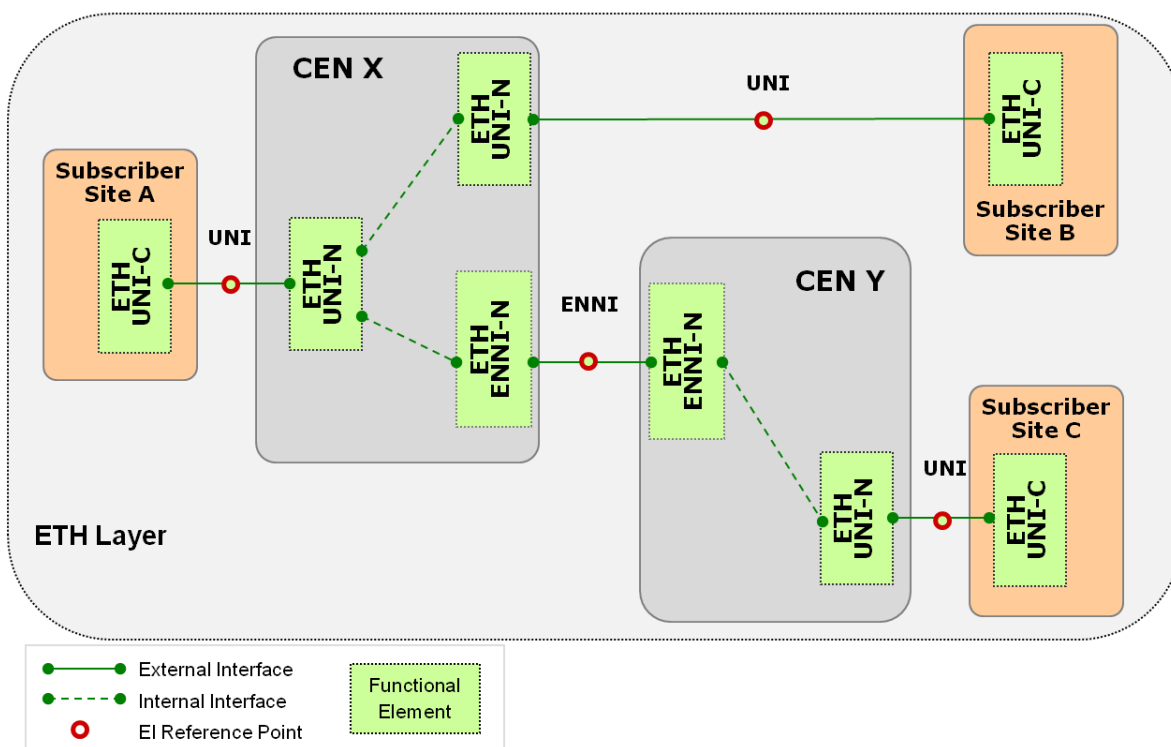 CEN X
ETH
UNI-N
UNI
ETH
UNI-C
Subscriber
Site B
Subscriber
Site A
ETH
UNI-C
UNI
ETH
UNI-N
ETH
ENNI-N
ENNI
CEN Y
ETH
ENNI-N
ETH
UNI-N
UNI
Subscriber
Site C
ETH
UNI-C
ETH Layer
External Interface
Internal Interface
EI Reference Point
Functional
Element